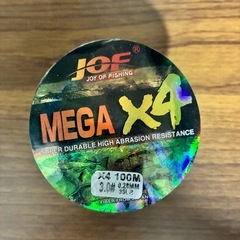 JOF®
JOY OF FISHING
MEGA X4
SUPER DURABLE HIGH ABRASION RESISTANCE
X4 100M
3.0# 0.28MM